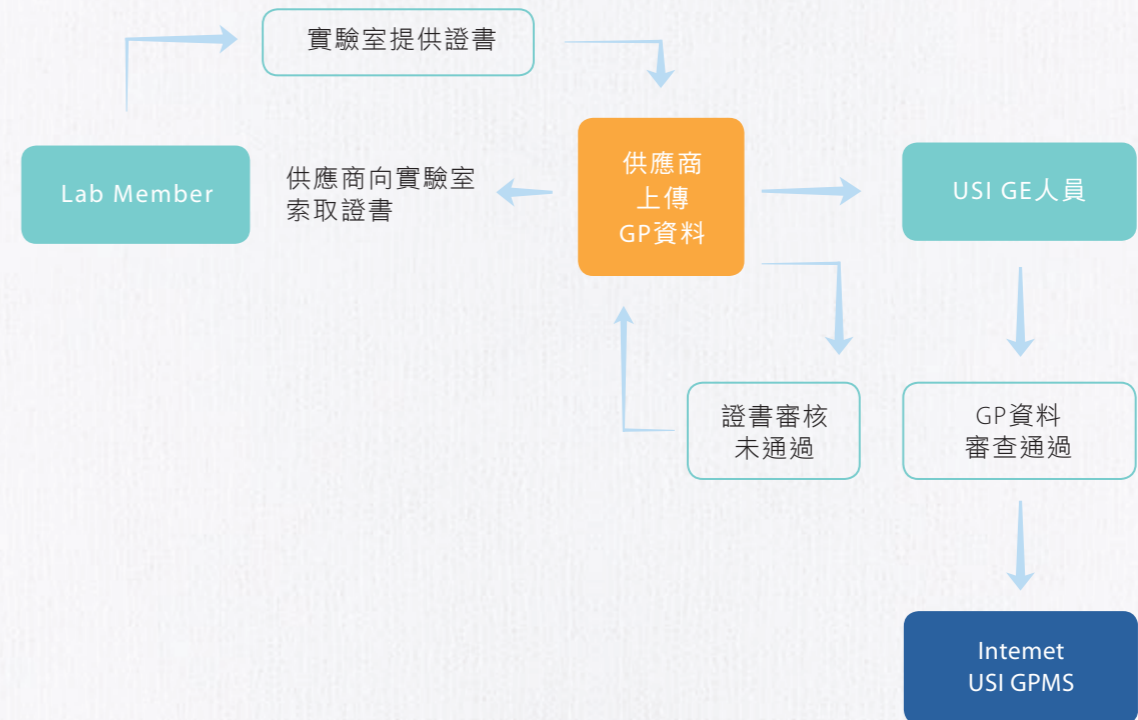 實驗室提供證書
Lab Member
供應商向實驗室
索取證書
供應商
上傳
GP資料
USI GE人員
證書審核
未通過
GP資料
審查通過
Intemet
USI GPMS